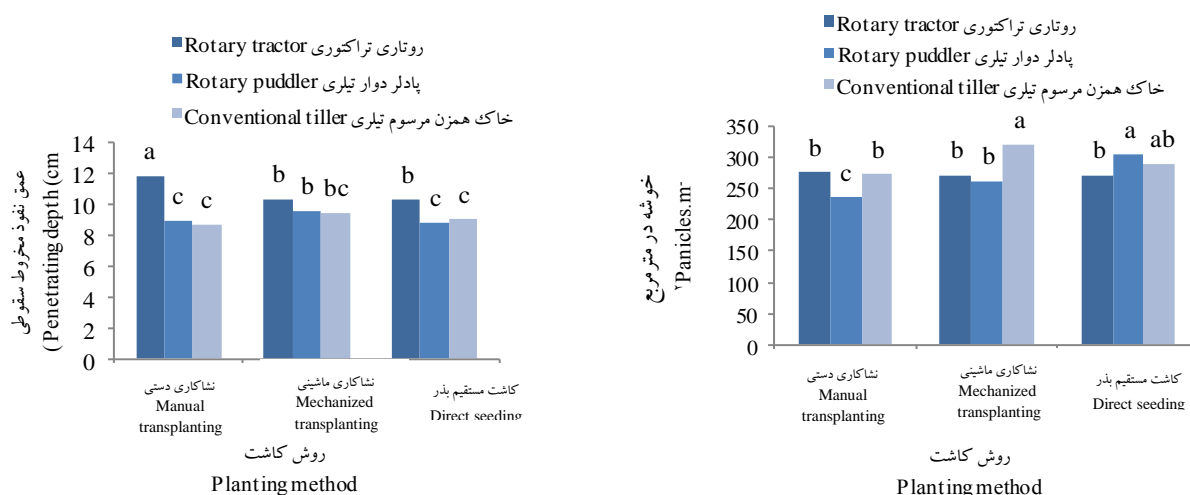 Rotary tractor روتاری تراکتوری
Rotary puddler پادلر دوار تیلری
Conventional tiller خاک همزن مرسوم تیلری
عمق نفوذ مخروط سقوطی
( Penetrating depth (cm
14
12
10
8
6
4
2
0
a c c b b bc b c c
نشاکاری دستی
Manual
transplanting
نشاکاری ماشینی
Mechanized
transplanting
کاشت مستقیم بذر
Direct seeding
روش کاشت
Planting method
Rotary tractor روتاری تراکتوری
Rotary puddler پادلر دوار تیلری
Conventional tiller خاک همزن مرسوم تیلری
خوشه در مترمربع
۲Panicles.m-
350
300
250
200
150
100
50
0
b c b b b a b a ab
نشاکاری دستی
Manual
transplanting
نشاکاری ماشینی
Mechanized
transplanting
کاشت مستقیم بذر
Direct seeding
روش کاشت
Planting method